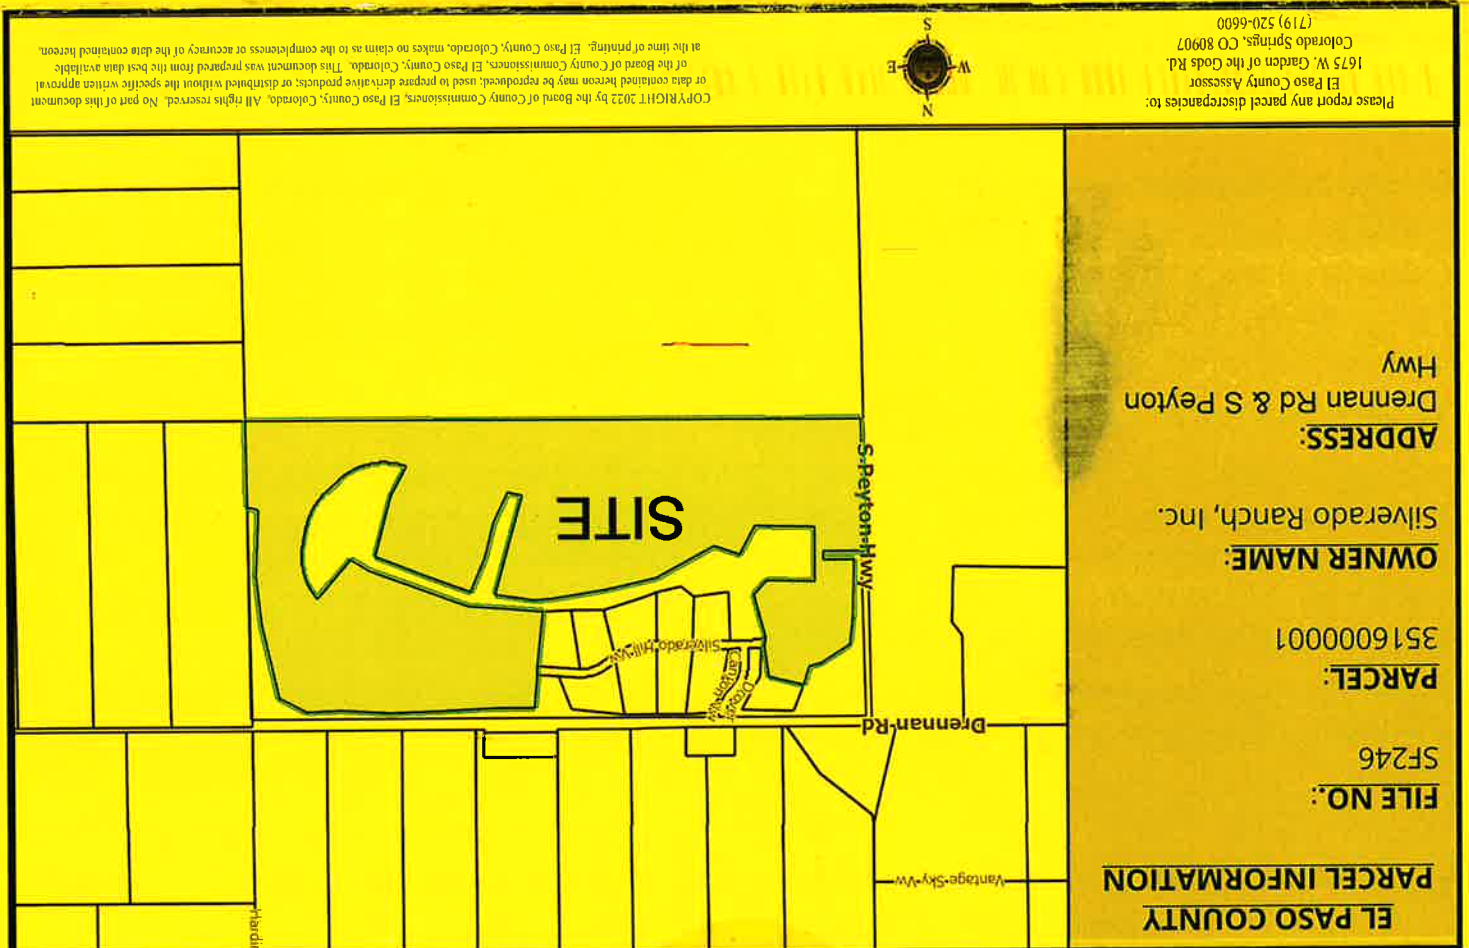 EL PASO COUNTY
PARCEL INFORMATION
FILE NO.:
SF246
PARCEL:
3516000001
OWNER NAME:
Silverado Ranch, Inc.
ADDRESS:
Drennan Rd & S Peyton
Hwy
Vantage-Sky-Vw
Drennan-Rd
Drover
Canyon-Vw
Silverado-Hill-Vw
S-Peyton-Hwy
SITE
Please report any parcel discrepancies to:
El Paso County Assessor
1675 W. Garden of the Gods Rd.
Colorado Springs, CO 80907
(719) 520-6600
N
W
E
S
COPYRIGHT 2022 by the Board of County Commissioners, El Paso County, Colorado. All rights reserved. No part of this document
or data contained hereon may be reproduced; used to prepare derivative products; or distributed without the specific written approval
of the Board of County Commissioners, El Paso County, Colorado. This document was prepared from the best data available
at the time of printing. El Paso County, Colorado, makes no claim as to the completeness or accuracy of the data contained hereon.